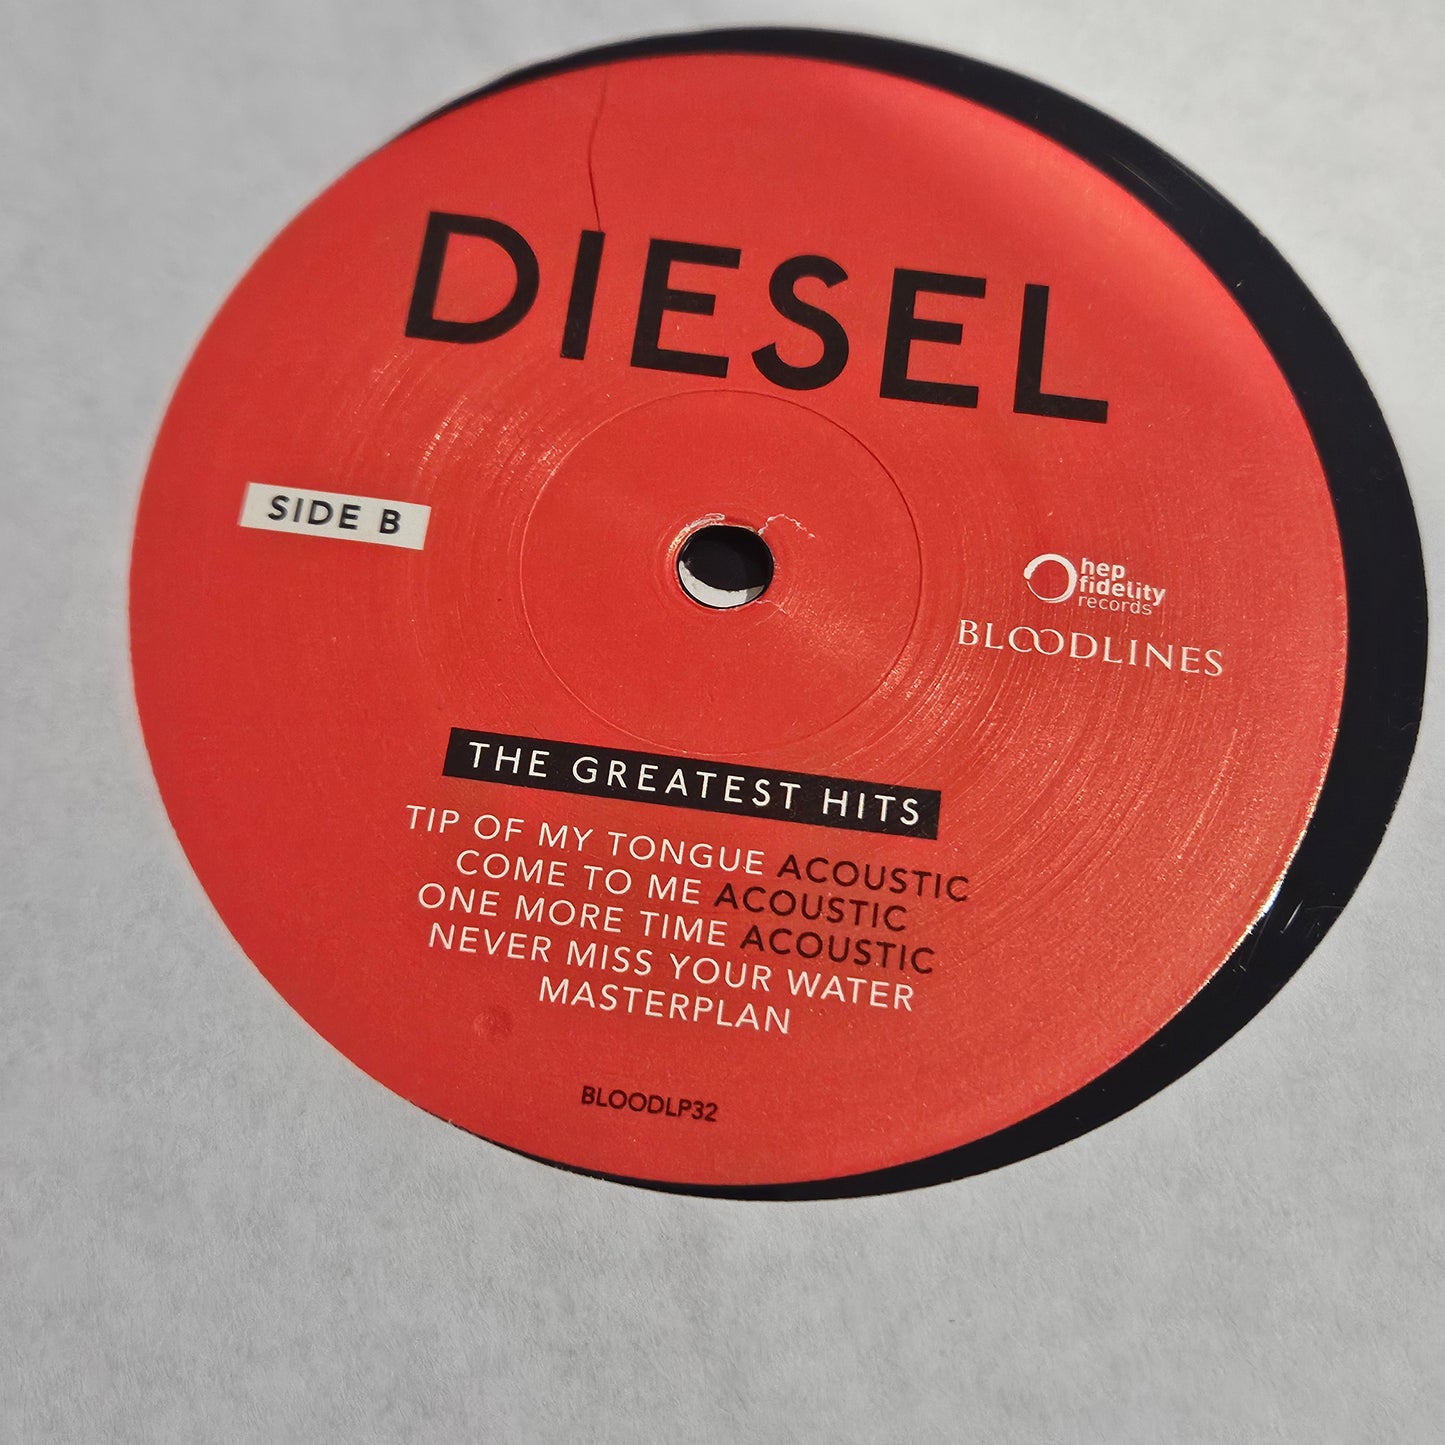 DIESEL
SIDE B
hep
fidelity
records
BLOODLINES
THE GREATEST HITS
TIP OF MY TONGUE ACOUSTIC
COME TO ME ACOUSTIC
ONE MORE TIME ACOUSTIC
NEVER MISS YOUR WATER
MASTERPLAN
BLOODLP32